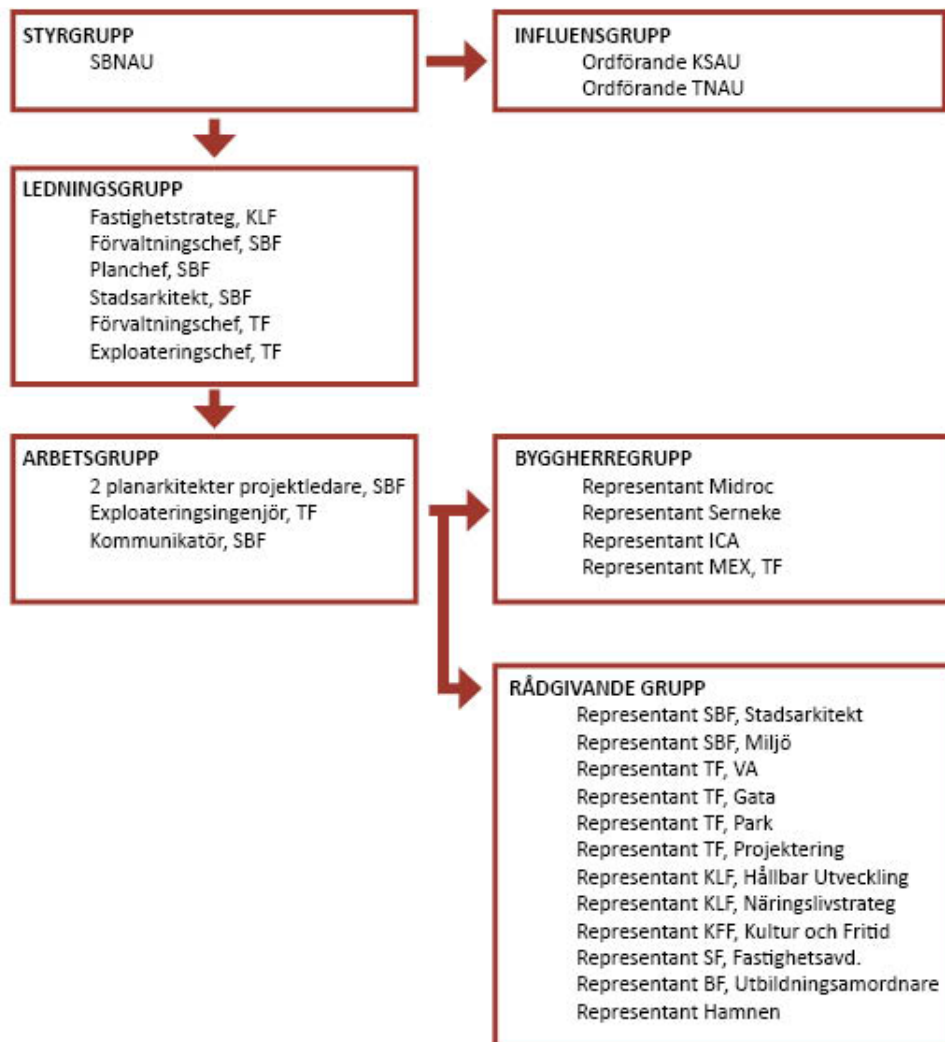 STYRGRUPP
SBNAU
INFLUENSGRUPP
Ordförande KSAU
Ordförande TNAU
LEDNINGSGRUPP
Fastighetstrateg, KLF
Förvaltningschef, SBF
Planchef, SBF
Stadsarkitekt, SBF
Förvaltningschef, TF
Exploateringschef, TF
ARBETSGRUPP
2 planarkitekter projektledare, SBF
Exploateringsingenjör, TF
Kommunikatör, SBF
BYGGHERREGRUPP
Representant Midroc
Representant Serneke
Representant ICA
Representant MEX, TF
RÅDGIVANDE GRUPP
Representant SBF, Stadsarkitekt
Representant SBF, Miljö
Representant TF, VA
Representant TF, Gata
Representant TF, Park
Representant TF, Projektering
Representant KLF, Hållbar Utveckling
Representant KLF, Näringslivstrateg
Representant KFF, Kultur och Fritid
Representant SF, Fastighetsavd.
Representant BF, Utbildningsamordnare
Representant Hamnen